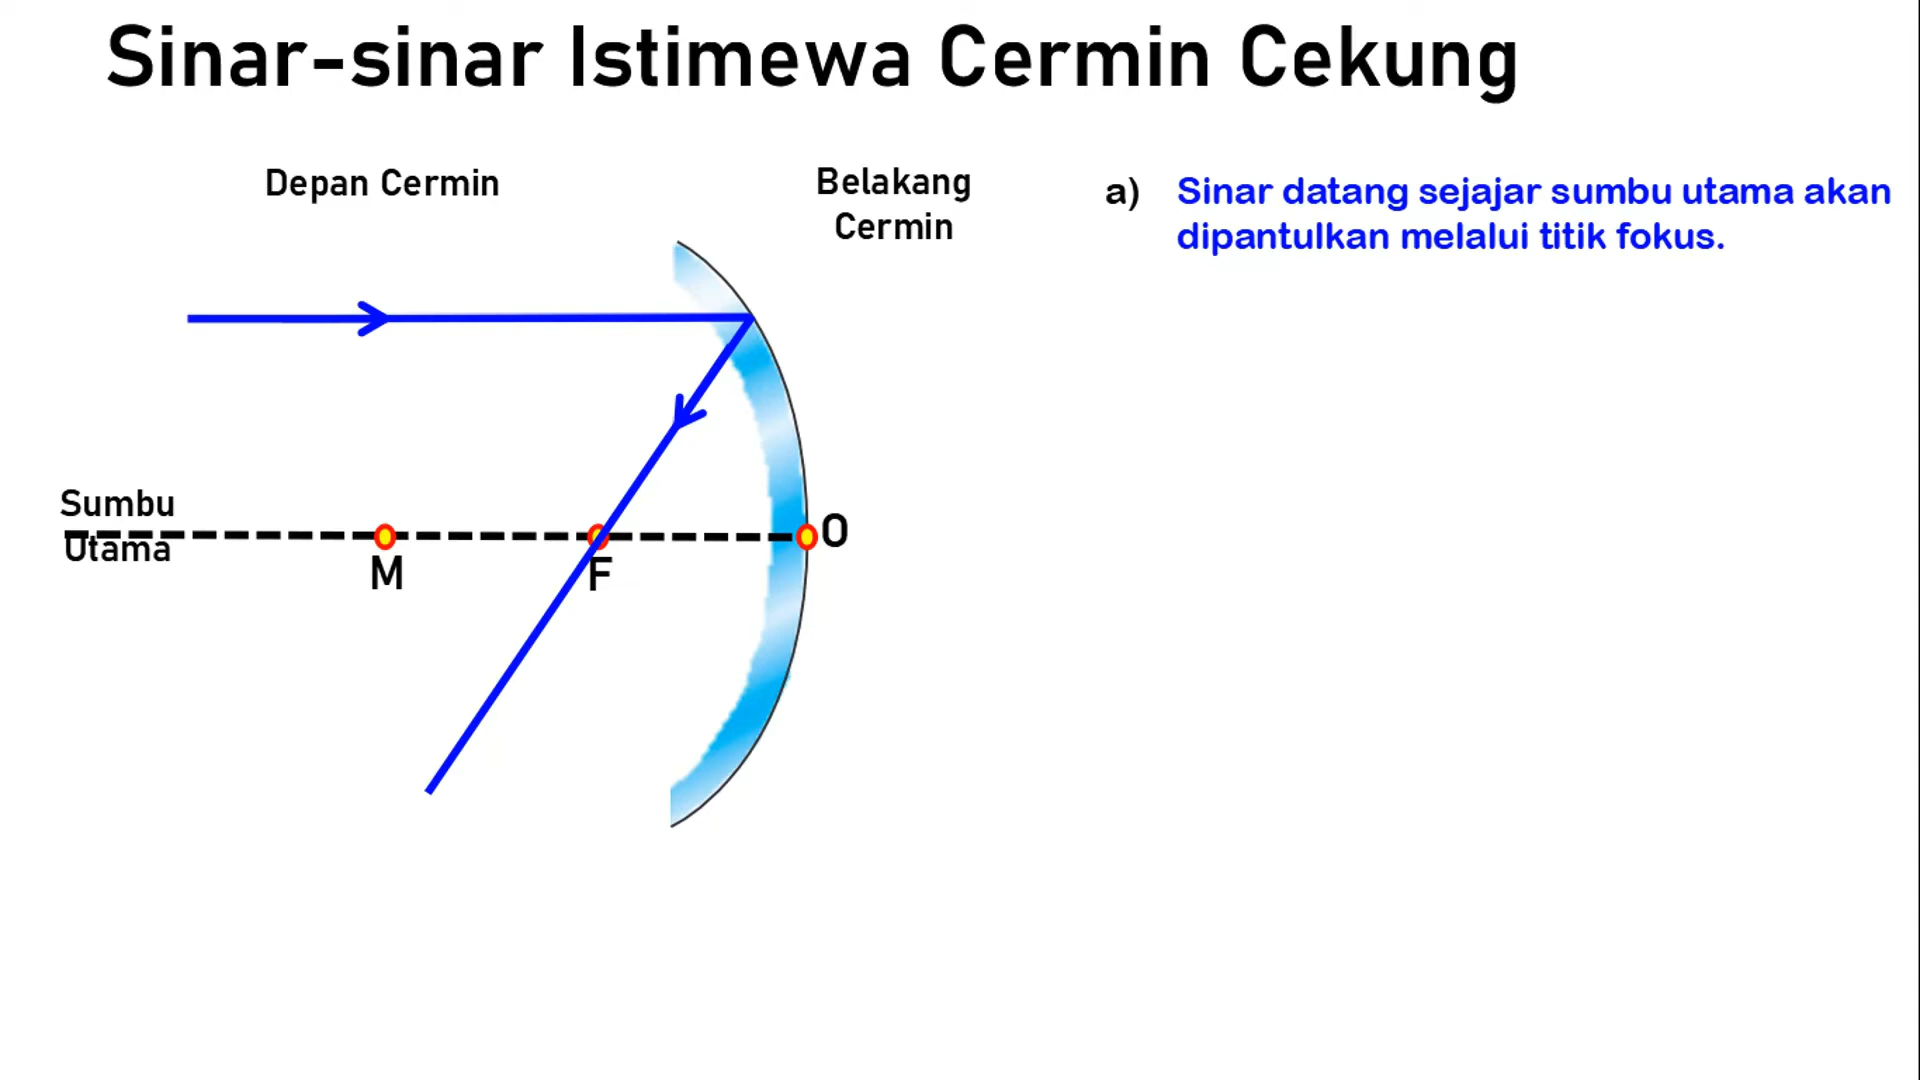 Sinar-sinar Istimewa Cermin Cekung
Depan Cermin
Belakang
Cermin
a) Sinar datang sejajar sumbu utama akan
dipantulkan melalui titik fokus.
Sumbu
Utama
M
F
O